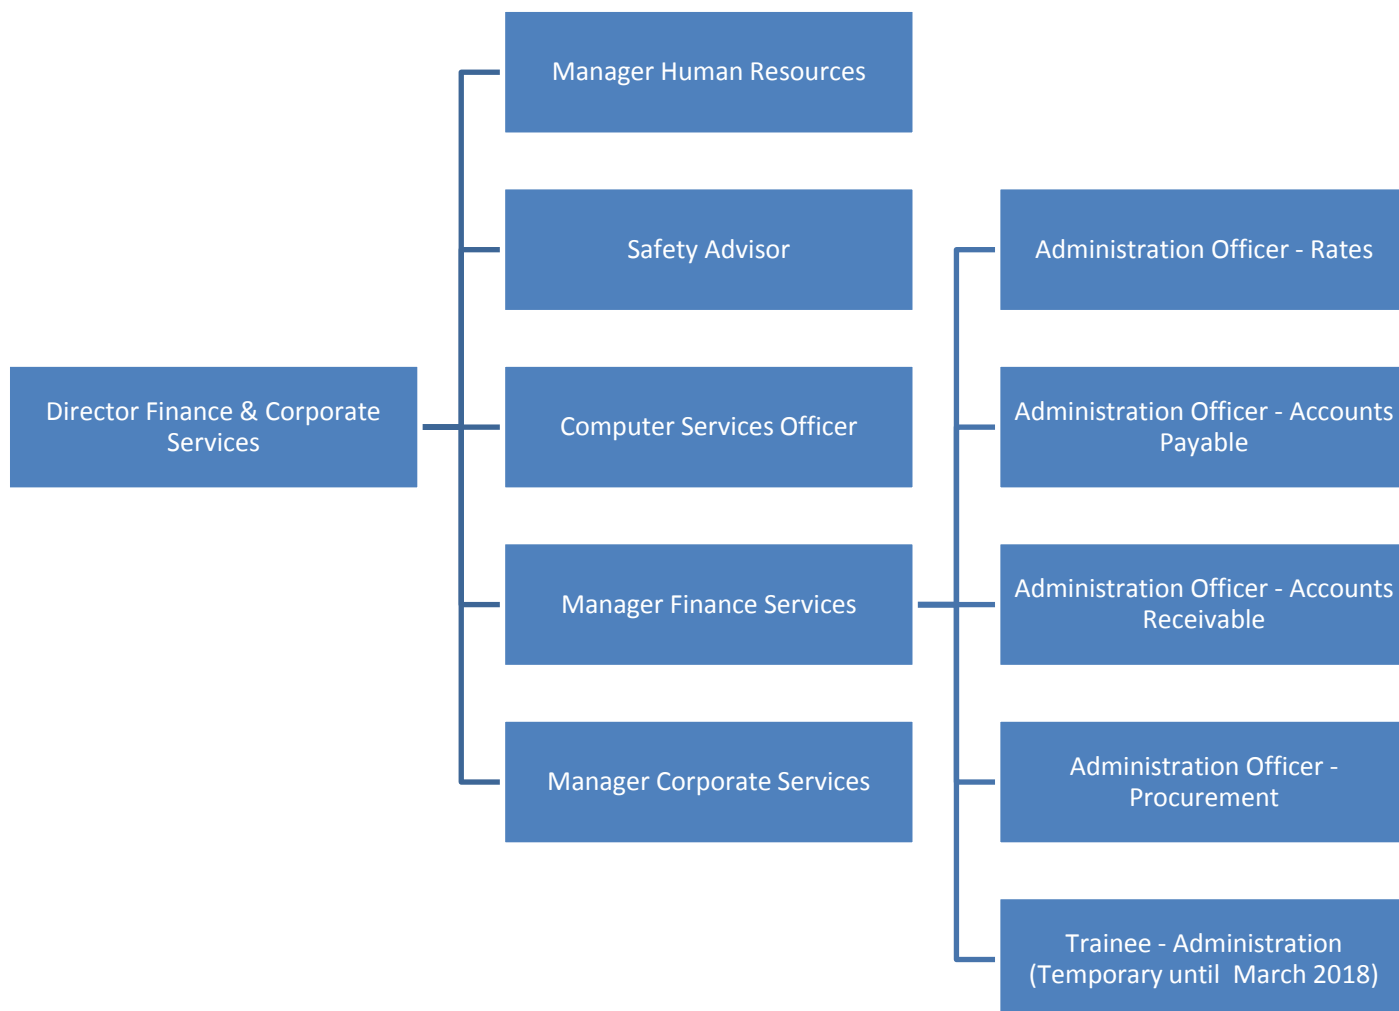 Director Finance & Corporate
Services
Manager Human Resources
Safety Advisor
Computer Services Officer
Manager Finance Services
Manager Corporate Services
Administration Officer - Rates
Administration Officer - Accounts
Payable
Administration Officer - Accounts
Receivable
Administration Officer -
Procurement
Trainee - Administration
(Temporary until  March 2018)